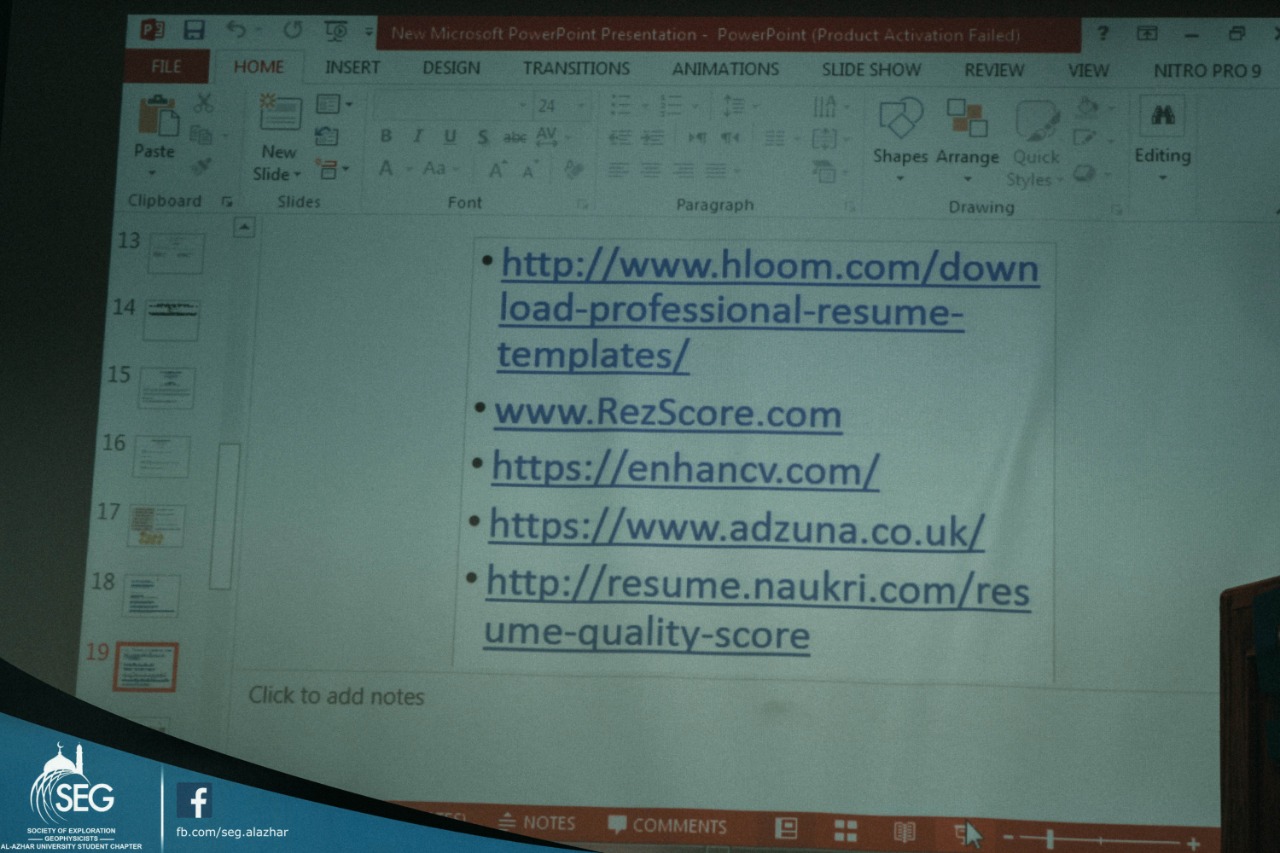 New Microsoft PowerPoint Presentation - PowerPoint (Product Activation Failed)
?
FILE HOME INSERT DESIGN TRANSITIONS ANIMATIONS SLIDE SHOW REVIEW VIEW NITRO PRO 9
24
B I U S abc AV
A Aa A A
Paste
New
Slide
Shapes Arrange Quick
Styles
Editing
Clipboard Slides Font Paragraph Drawing
13
14
15
16
17
18
19
• http://www.hloom.com/down
load-professional-resume-
templates/
• www.RezScore.com
• https://enhancv.com/
• https://www.adzuna.co.uk/
• http://resume.naukri.com/res
ume-quality-score
Click to add notes
NOTES COMMENTS
SEG
SOCIETY OF EXPLORATION
GEOPHYSICISTS
AL-AZHAR UNIVERSITY STUDENT CHAPTER
f
fb.com/seg.alazhar